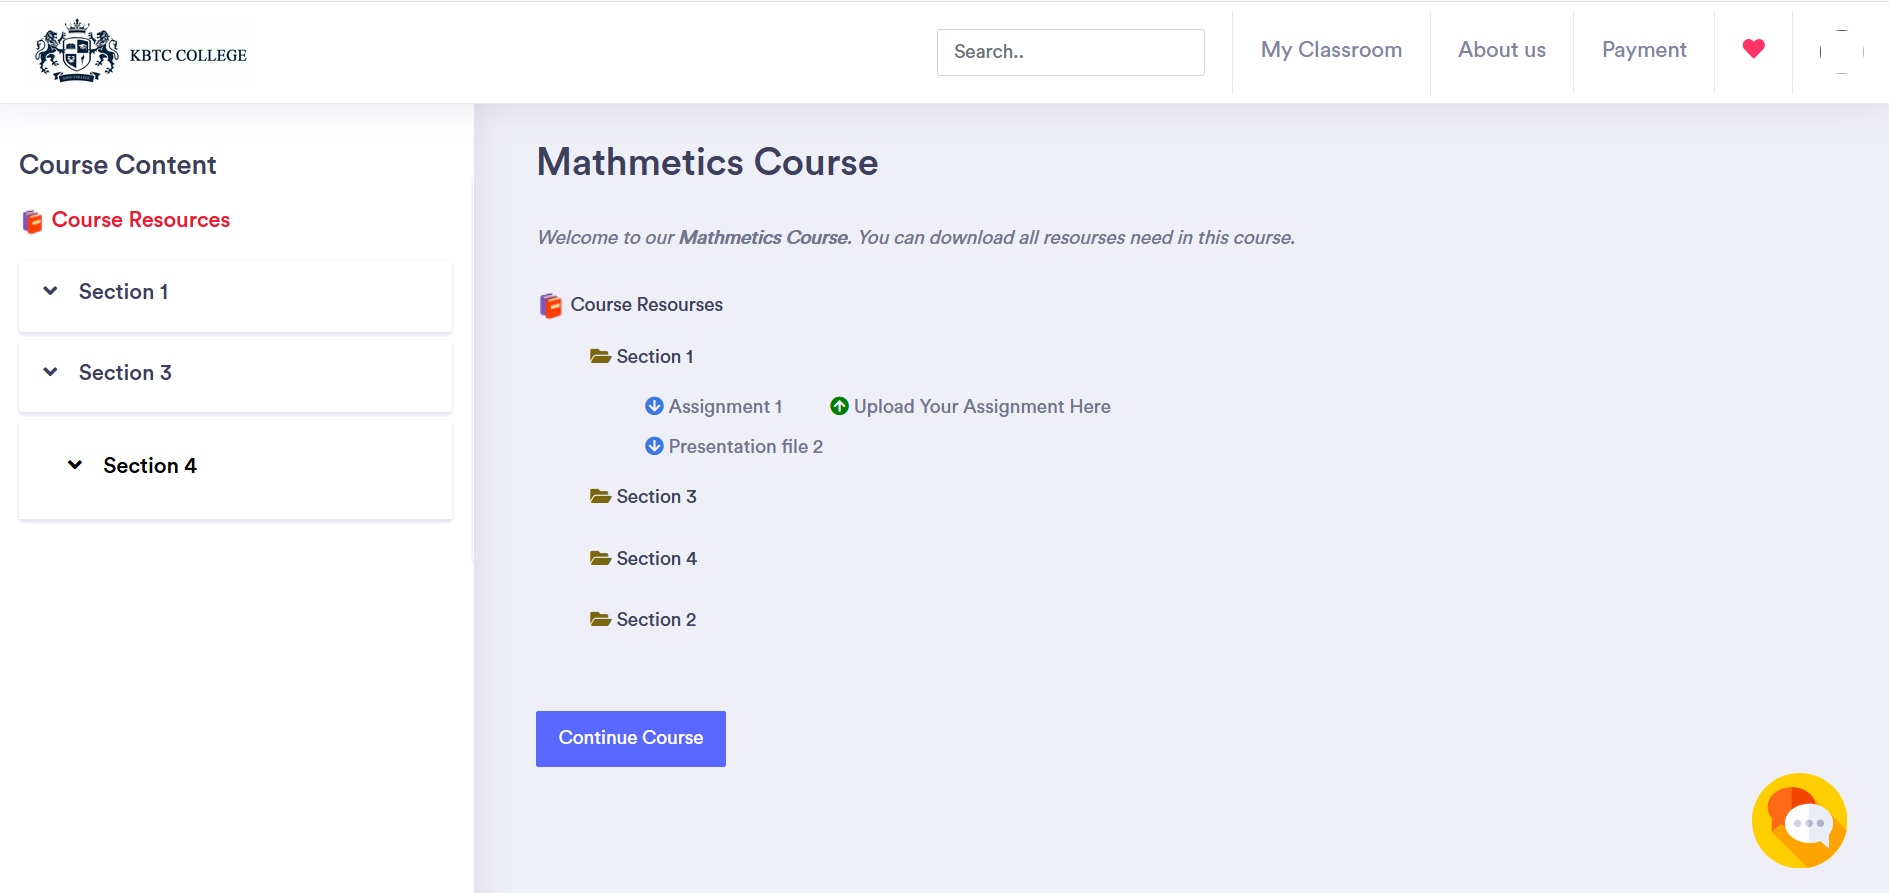 KBTC COLLEGE
Search..
My Classroom
About us
Payment
Course Content
Course Resources
Section 1
Section 3
Section 4
Mathmetics Course
Welcome to our Mathmetics Course. You can download all resourses need in this course.
Course Resourses
Section 1
Assignment 1 Upload Your Assignment Here
Presentation file 2
Section 3
Section 4
Section 2
Continue Course